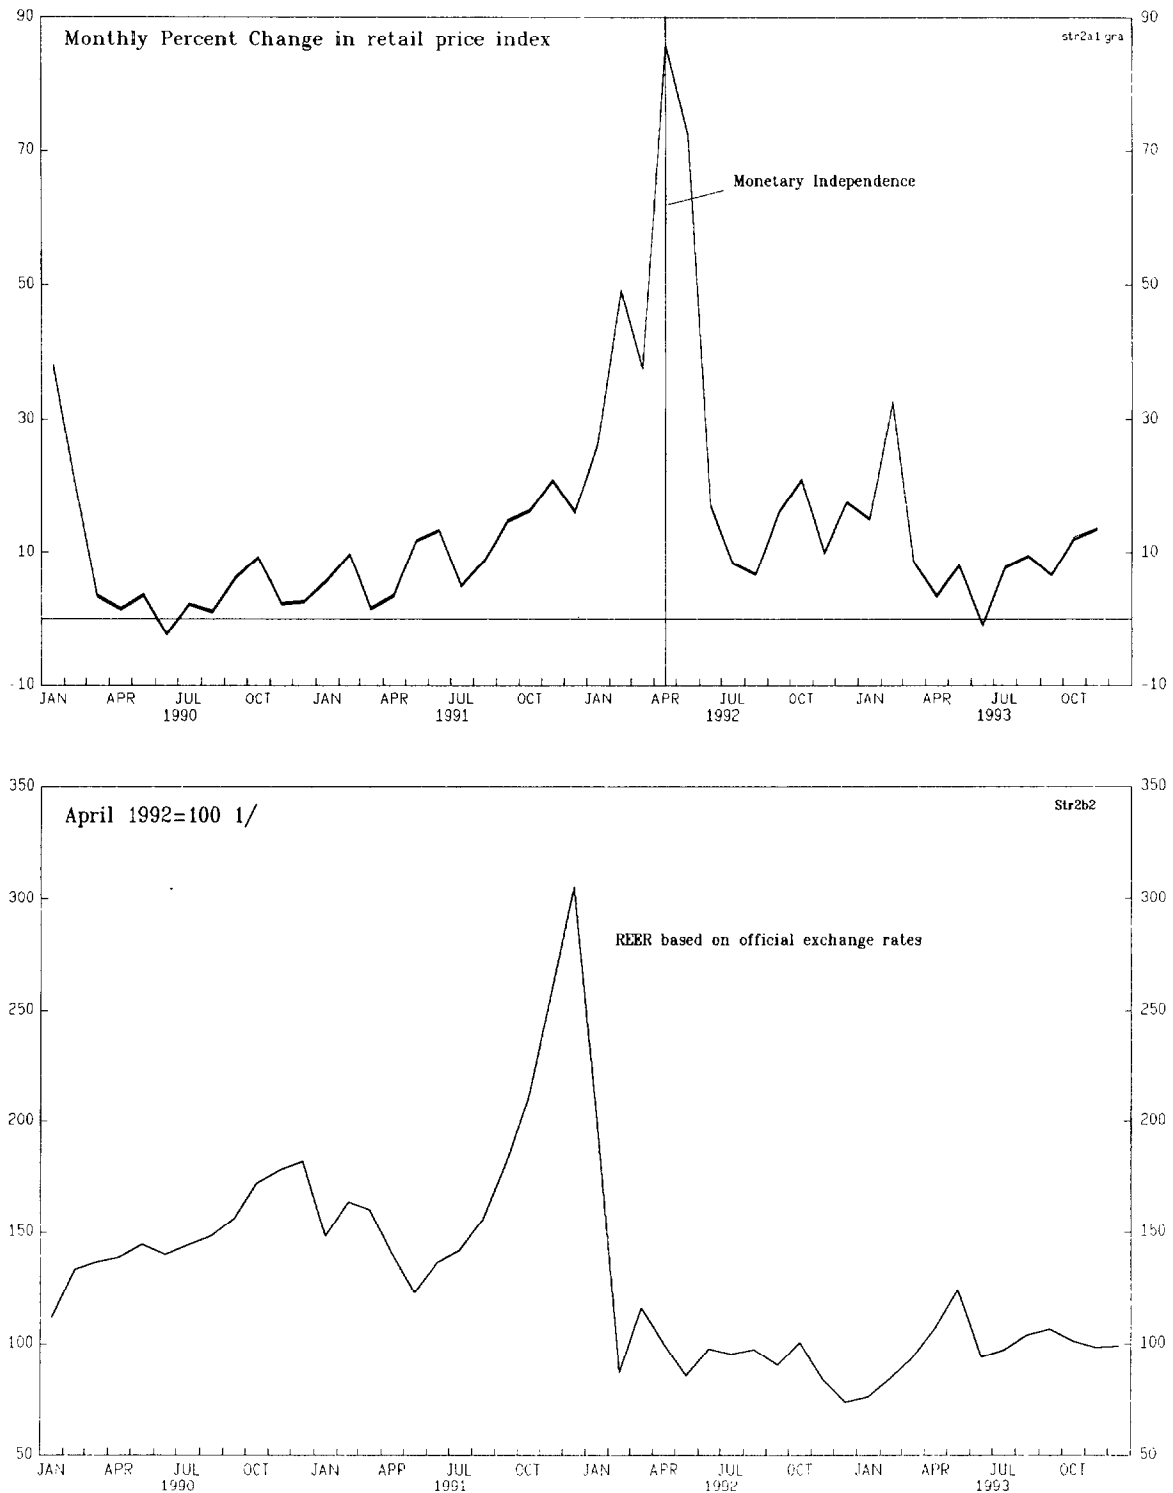 90
90
Monthly Percent Change in retail price index
str2a1 gra
70
70
Monetary Independence
50
50
30
30
10
10
-10
-10
JAN APR JUL OCT JAN APR JUL OCT JAN APR JUL OCT JAN APR JUL OCT
1990 1991 1992 1993
350
350
April 1992=100 1/
Str2b2
300
300
REER based on official exchange rates
250
250
200
200
150
150
100
100
50
50
JAN APR JUL OCT JAN APR JUL OCT JAN APR JUL OCT JAN APR JUL OCT
1990 1991 1992 1993